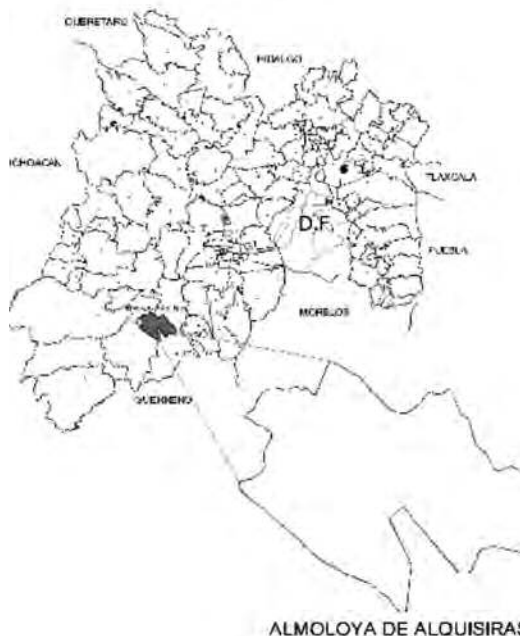 QUERETARO
HIDALGO
ICHOACAN
TLAXCALA
D.F.
PUEBLA
MORELOS
GUERRERO
ALMOLOYA DE ALQUISIRAS